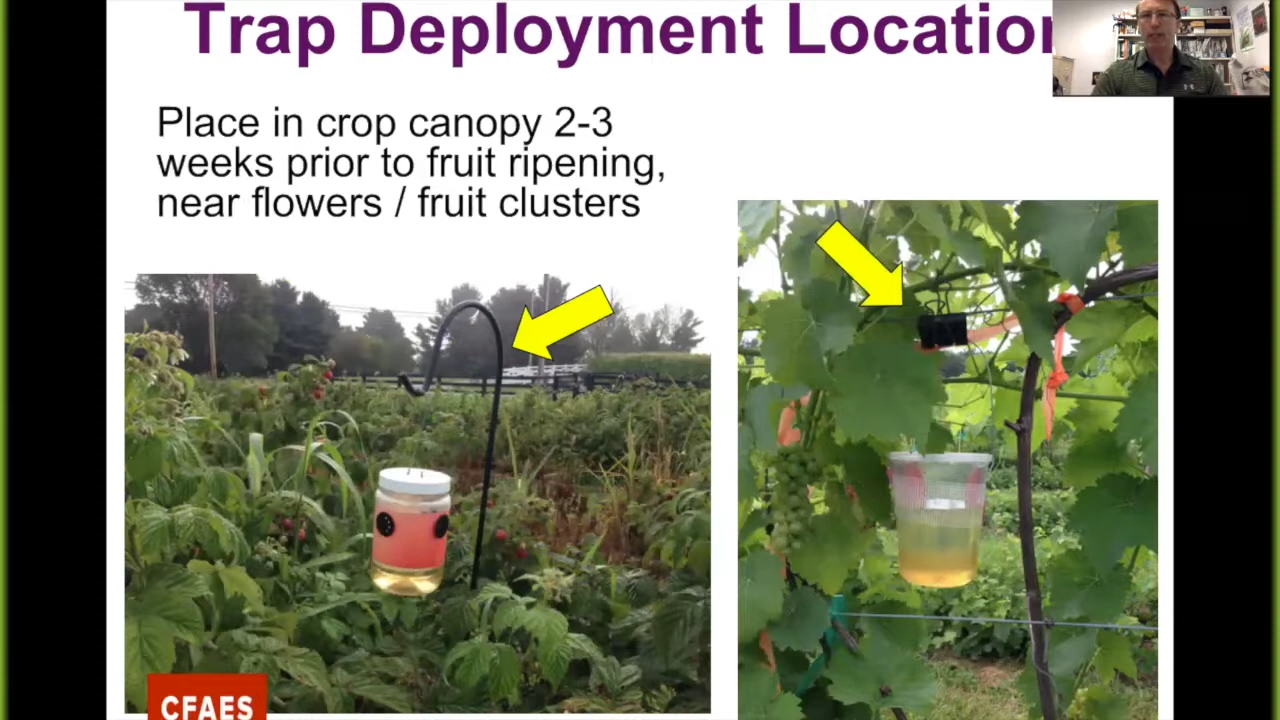 Trap Deployment Location
Place in crop canopy 2-3
weeks prior to fruit ripening,
near flowers / fruit clusters
CFAES